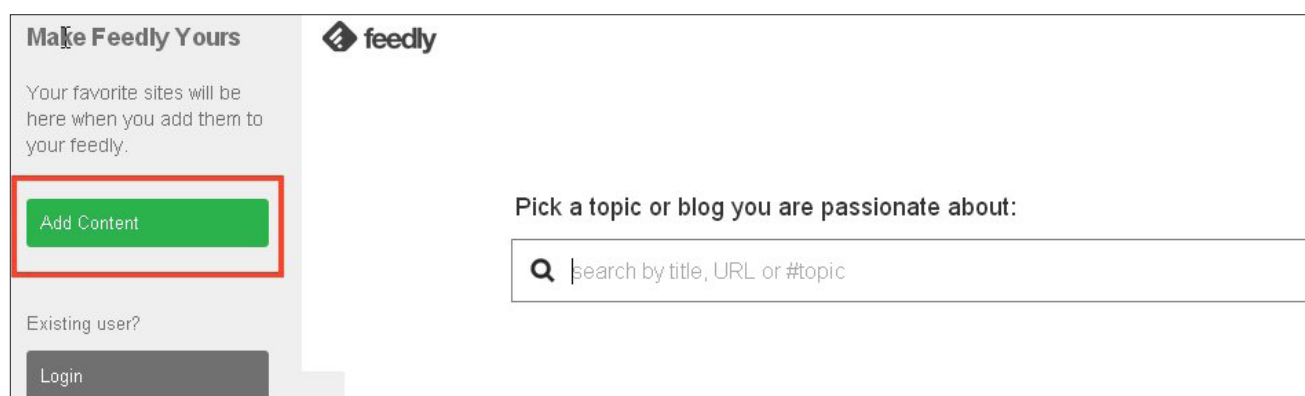 Make Feedly Yours
Your favorite sites will be
here when you add them to
your feedly.
Add Content
Existing user?
Login
feedly
Pick a topic or blog you are passionate about:
search by title, URL or #topic